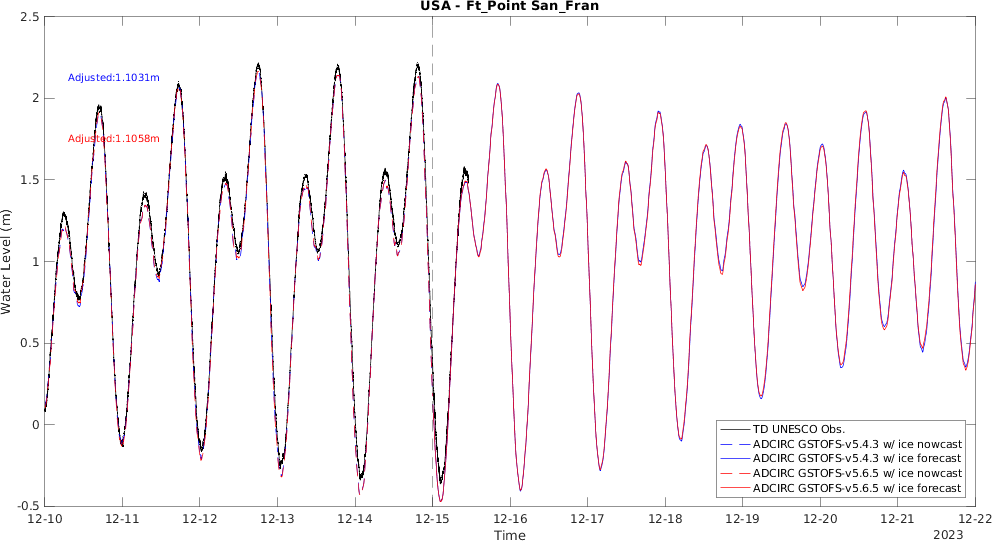 USA - Ft_Point San_Fran
2.5
2
1.5
1
0.5
0
-0.5
Water Level (m)
Adjusted:1.1031m
Adjusted:1.1058m
TD UNESCO Obs.
ADCIRC GSTOFS-v5.4.3 w/ ice nowcast
ADCIRC GSTOFS-v5.4.3 w/ ice forecast
ADCIRC GSTOFS-v5.6.5 w/ ice nowcast
ADCIRC GSTOFS-v5.6.5 w/ ice forecast
12-10 12-11 12-12 12-13 12-14 12-15 12-16 12-17 12-18 12-19 12-20 12-21 12-22
Time
2023